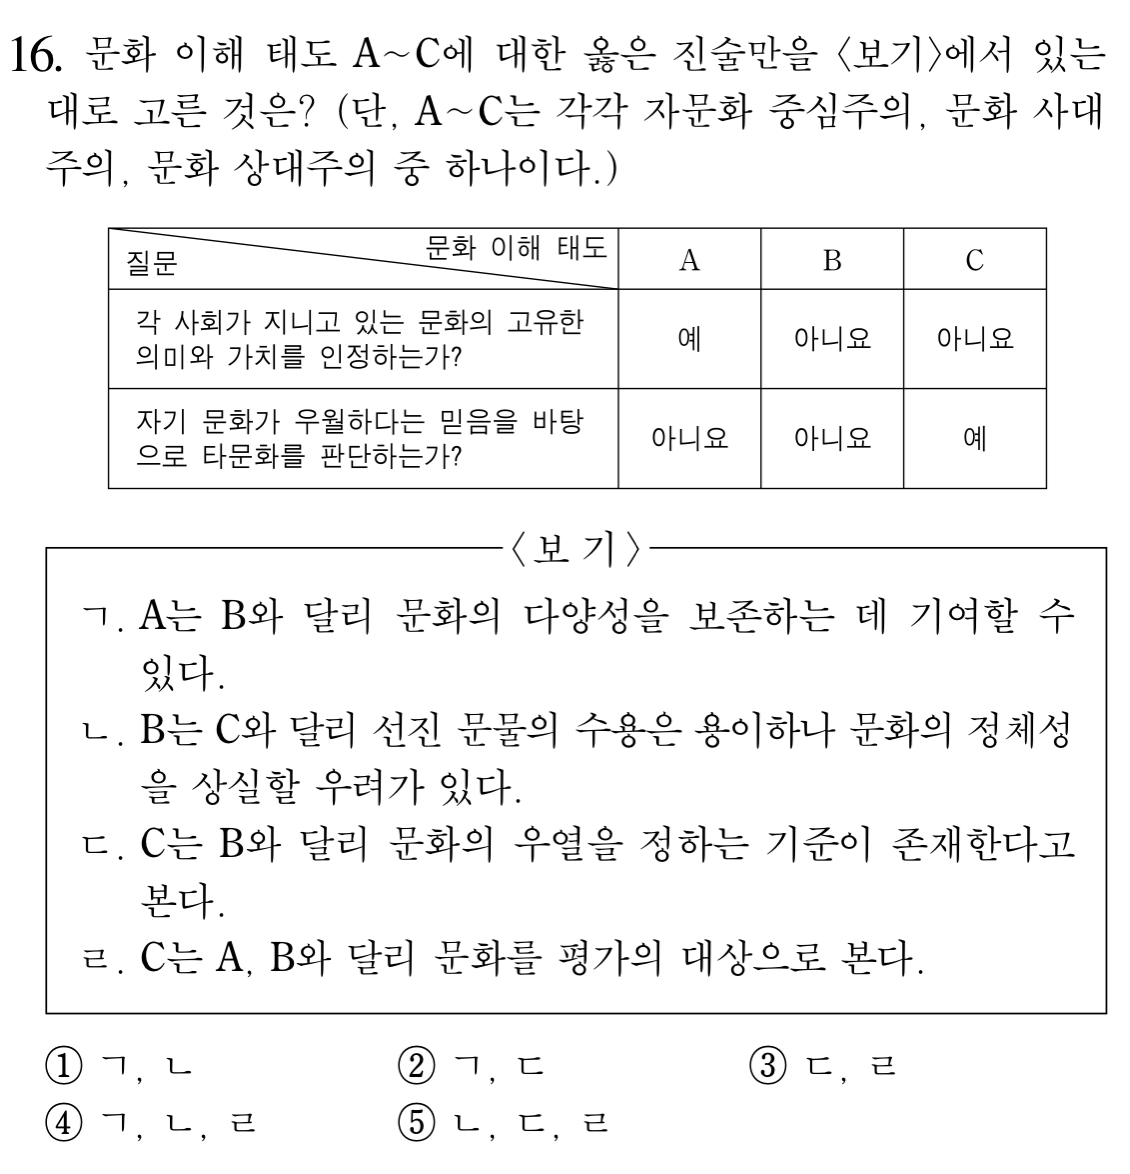 16. 문화 이해 태도 A~C에 대한 옳은 진술만을 〈보기〉에서 있는
대로 고른 것은? (단, A~C는 각각 자문화 중심주의, 문화 사대
주의, 문화 상대주의 중 하나이다.)
문화 이해 태도
질문
A
B
C
각 사회가 지니고 있는 문화의 고유한
의미와 가치를 인정하는가?
예
아니요
아니요
자기 문화가 우월하다는 믿음을 바탕
으로 타문화를 판단하는가?
아니요
아니요
예
〈보 기〉
ㄱ. A는 B와 달리 문화의 다양성을 보존하는 데 기여할 수
있다.
ㄴ. B는 C와 달리 선진 문물의 수용은 용이하나 문화의 정체성
을 상실할 우려가 있다.
ㄷ. C는 B와 달리 문화의 우열을 정하는 기준이 존재한다고
본다.
ㄹ. C는 A, B와 달리 문화를 평가의 대상으로 본다.
① ㄱ, ㄴ ② ㄱ, ㄷ ③ ㄷ, ㄹ
④ ㄱ, ㄴ, ㄹ ⑤ ㄴ, ㄷ, ㄹ